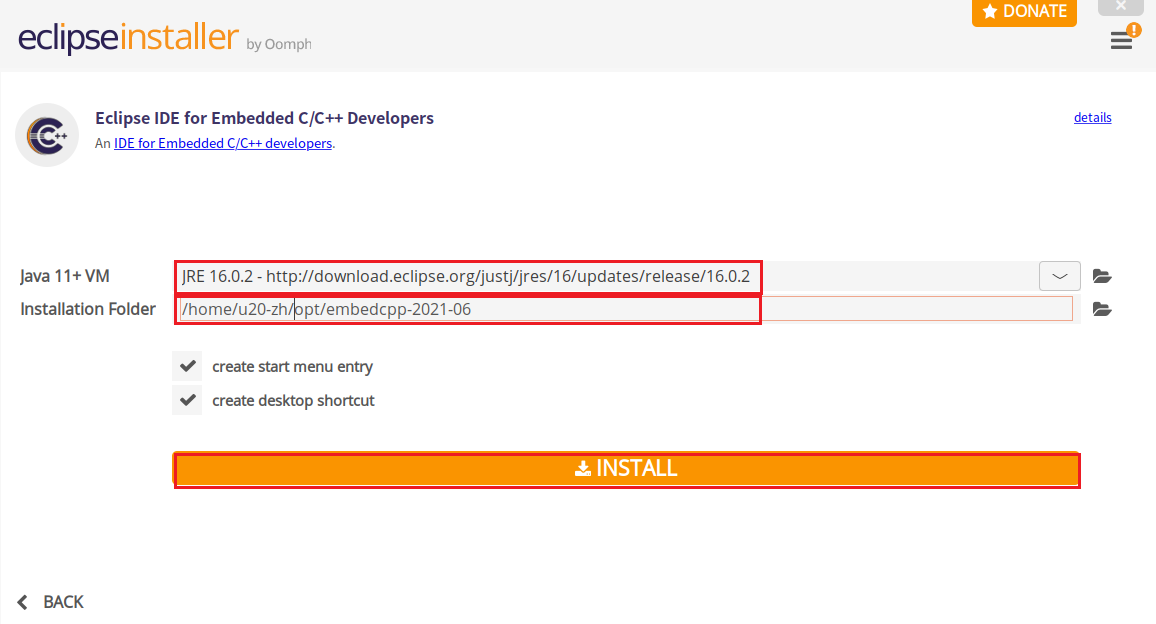 DONATE
eclipseinstaller by Oomph
Eclipse IDE for Embedded C/C++ Developers
details
An IDE for Embedded C/C++ developers.
Java 11+ VM JRE 16.0.2 - http://download.eclipse.org/justj/jres/16/updates/release/16.0.2
Installation Folder /home/u20-zh/opt/embedcpp-2021-06
create start menu entry
create desktop shortcut
INSTALL
BACK